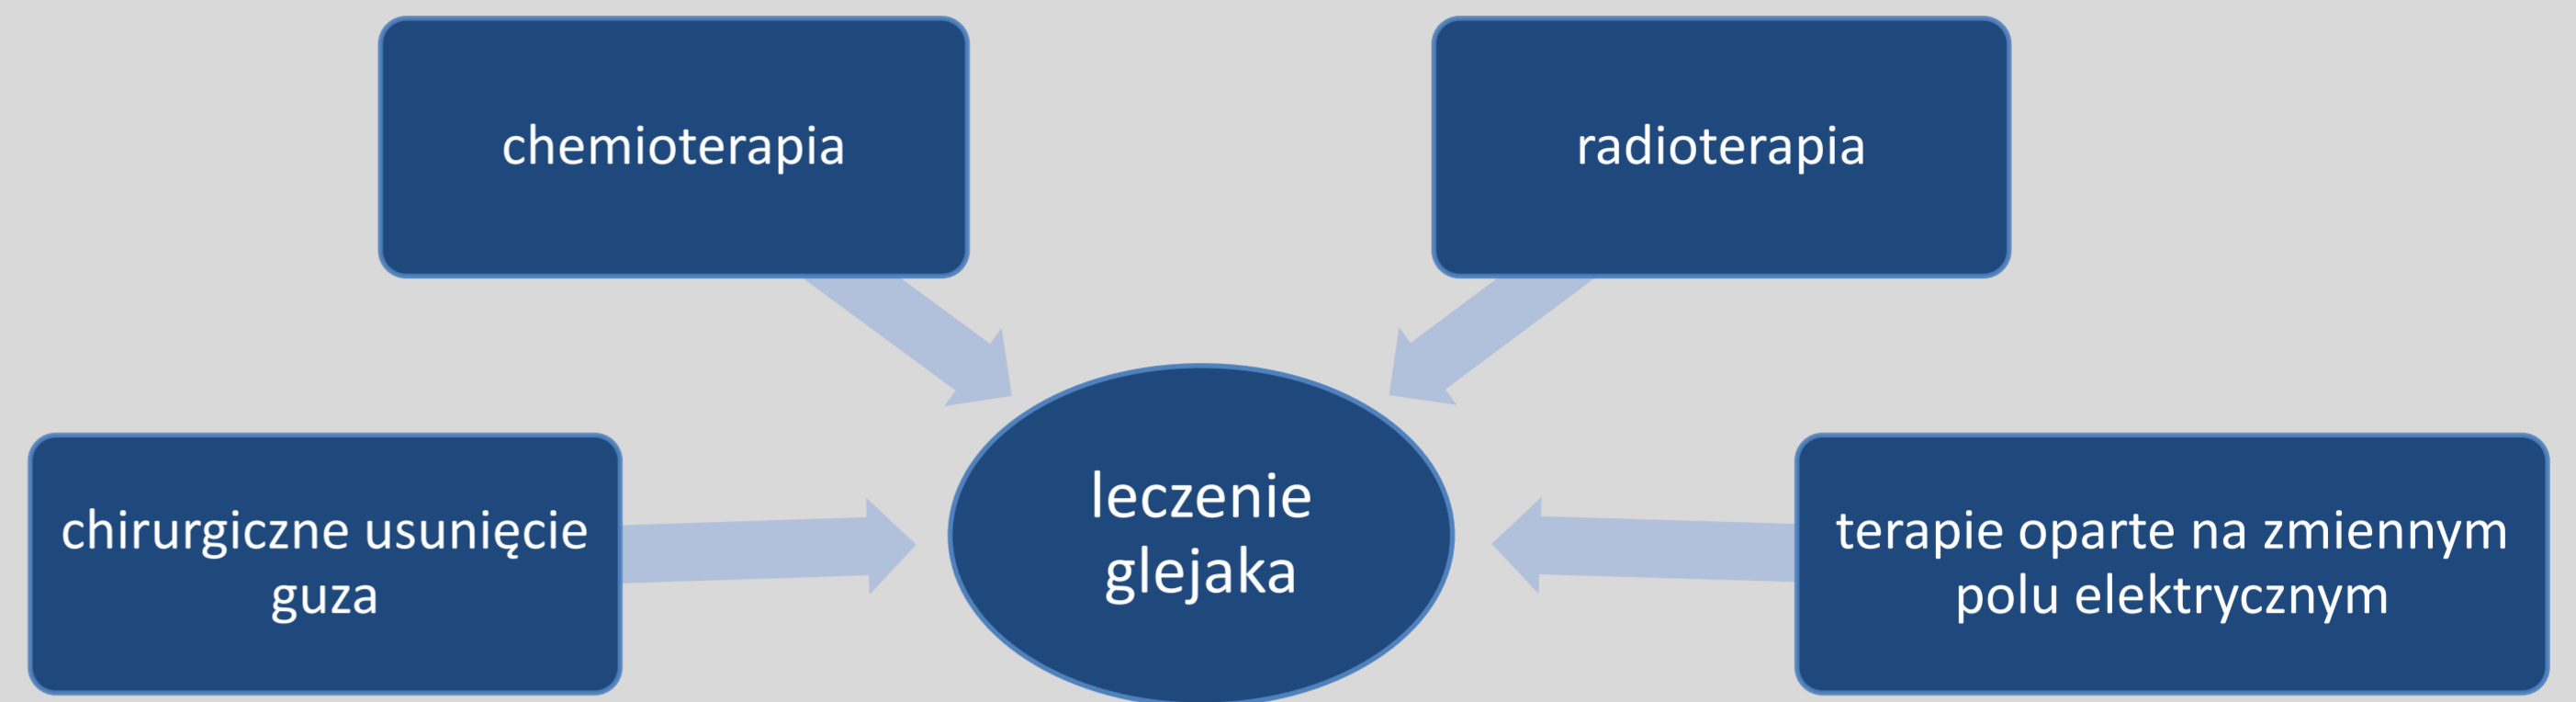 chemioterapia
radioterapia
chirurgiczne usunięcie
guza
leczenie
glejaka
terapie oparte na zmiennym
polu elektrycznym